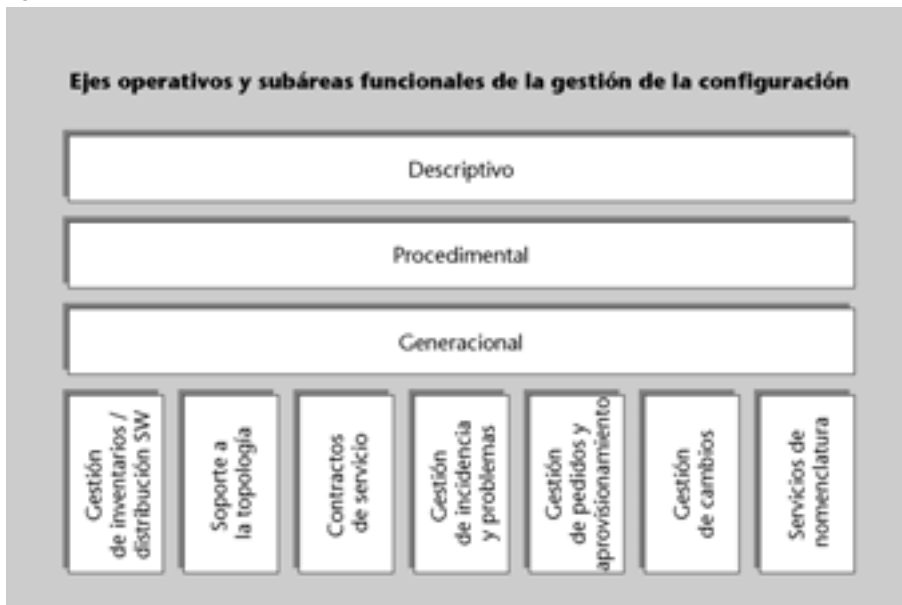 Ejes operativos y subáreas funcionales de la gestión de la configuración
Descriptivo
Procedimental
Generacional
Gestión
de inventarios /
distribución SW
Soporte a
la topología
Contractos
de servicio
Gestión
de incidencia
y problemas
Gestión
de pedidos y
aprovisionamiento
Gestión
de cambios
Servicios de
nomenclatura